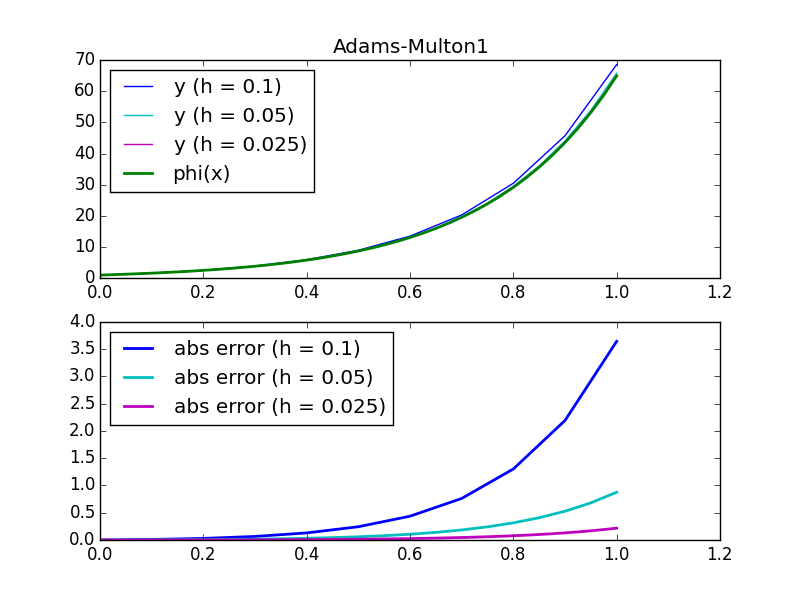 Adams-Multon1
70
60
50
40
30
20
10
0
y (h = 0.1)
y (h = 0.05)
y (h = 0.025)
phi(x)
0.0 0.2 0.4 0.6 0.8 1.0 1.2
4.0
3.5
3.0
2.5
2.0
1.5
1.0
0.5
0.0
abs error (h = 0.1)
abs error (h = 0.05)
abs error (h = 0.025)
0.0 0.2 0.4 0.6 0.8 1.0 1.2